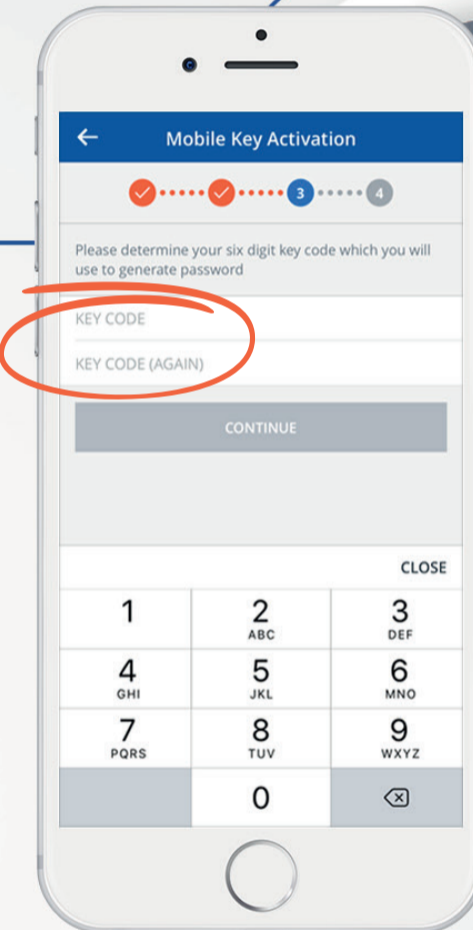 Mobile Key Activation
3 4
Please determine your six digit key code which you will
use to generate password
KEY CODE
KEY CODE (AGAIN)
CONTINUE
CLOSE
1 2 3
ABC DEF
4 5 6
GHI JKL MNO
7 8 9
PQRS TUV WXYZ
0